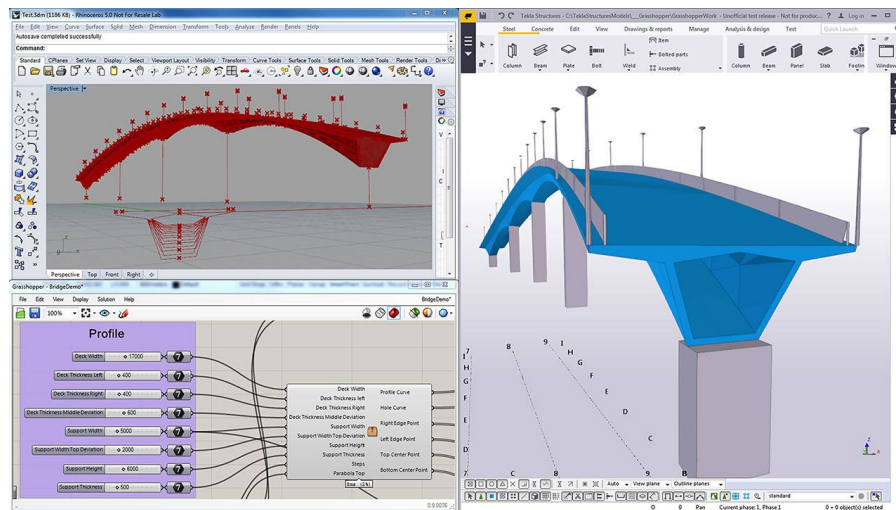 Test.3dm (1186 KB) - Rhinoceros 5.0 Not For Resale Lab
File Edit View Curve Surface Solid Mesh Dimension Transform Tools Analyze Render Panels Help
Autosave completed successfully
Command:
Standard CPlanes Set View Display Select Viewport Layout Visibility Transform Curve Tools Surface Tools Solid Tools Mesh Tools Render Tools
Perspective
z
x
Perspective Top Front Right
Grasshopper - BridgeDemo*
File Edit View Display Solution Help
BridgeDemo*
100%
Profile
Deck Width 17000
Deck Thickness Left 400
Deck Thickness Right 400
Deck Thickness Middle Deviation 600
Support Width 5000
Support Width Top Deviation 2000
Support Height 6000
Support Thickness 500
Deck Width
Deck Thickness left
Deck Thickness Right
Deck Thickness Middle Deviation
Support Width
Support Width Top Deviation
Support Height
Support Thickness
Steps
Parabola Top
Profile Curve
Hole Curve
Right Edge Point
Left Edge Point
Top Center Point
Bottom Center Point
0.9.0076
Tekla Structures - C:\TeklaStructuresModels\__Grasshopper\GrasshopperWork - Unofficial test release - Not for produc...
Log in
Steel Concrete Edit View Drawings & reports Manage Analysis & design Test
Quick Launch
Column Beam Plate Bolt Weld
Item
Bolted parts
Assembly
Column Beam Panel Slab Footin
Window
7 8 9
I
H
G
F
E
D
C
B
7 8 9
Auto View plane Outline planes
standard
O 0 Pan Current phase: 1, Phase 1 0 + 0 object(s) selected